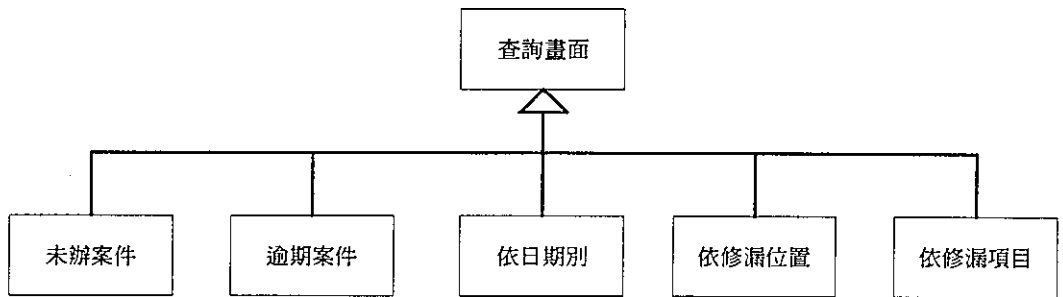 查詢畫面
未辦案件
逾期案件
依日期別
依修漏位置
依修漏項目